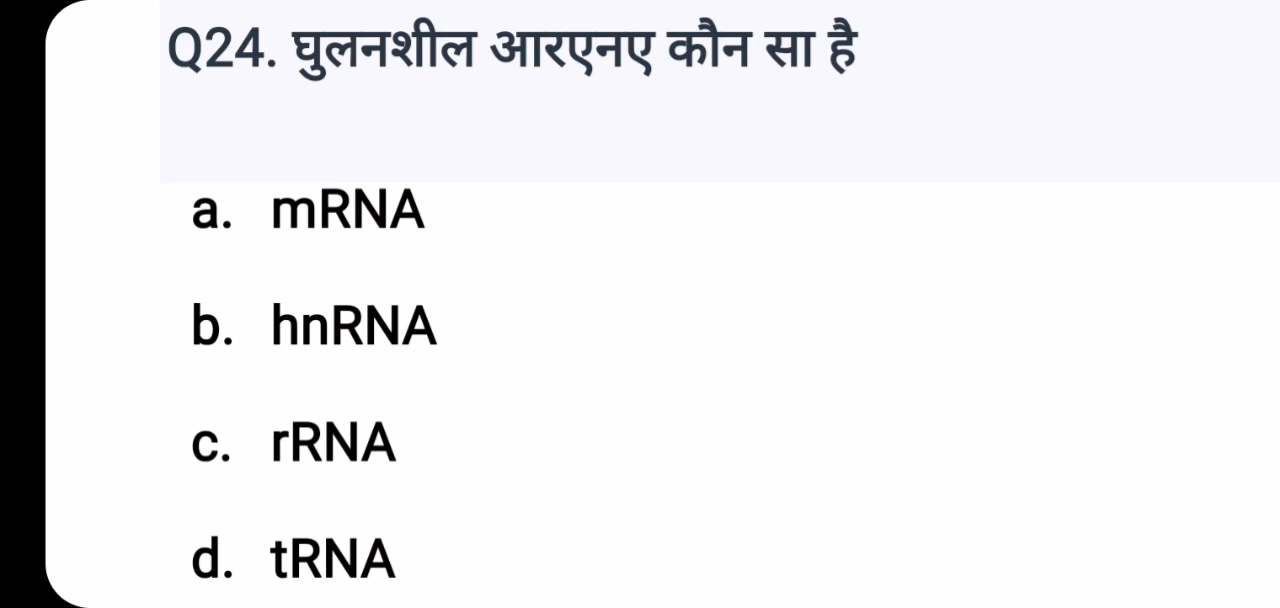 Q24. घुलनशील आरएनए कौन सा है
a. mRNA
b. hnRNA
c. rRNA
d. tRNA